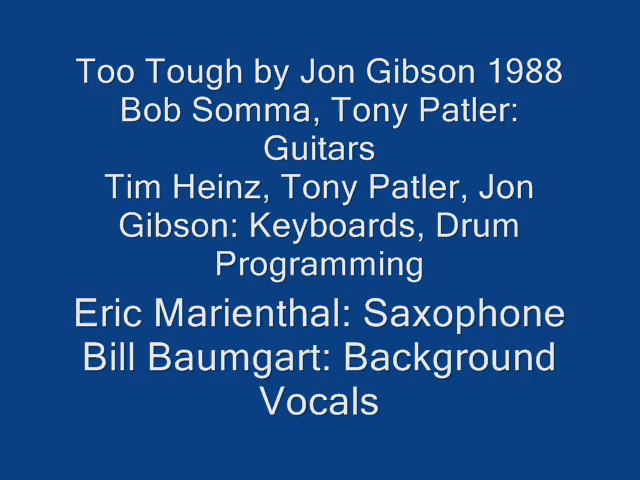 Too Tough by Jon Gibson 1988
Bob Somma, Tony Patler:
Guitars
Tim Heinz, Tony Patler, Jon
Gibson: Keyboards, Drum
Programming
Eric Marienthal: Saxophone
Bill Baumgart: Background
Vocals